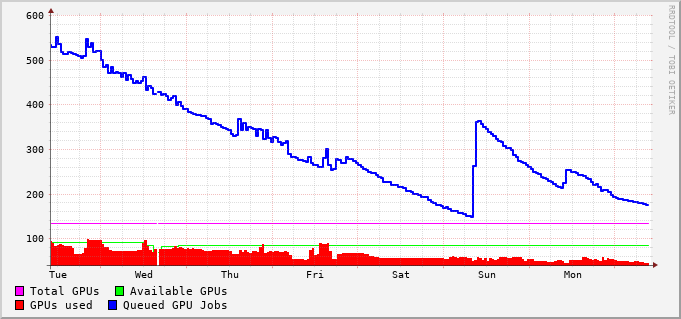 600
500
400
300
200
100
Tue Wed Thu Fri Sat Sun Mon
Total GPUs Available GPUs
GPUs used Queued GPU Jobs
RRDTOOL / TOBI OETIKER